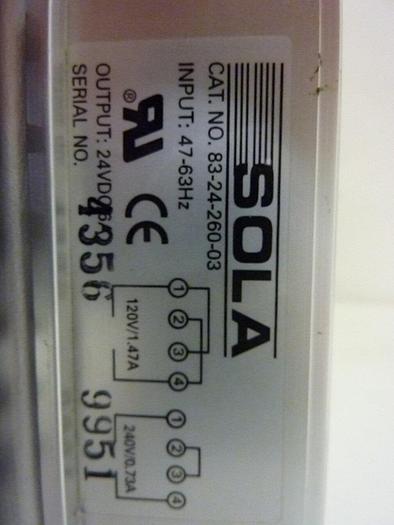 SOLA
CAT. NO. 83-24-260-03
INPUT: 47-63Hz
OUTPUT: 24VDC/6A
SERIAL NO. 4356 9951
® CE
1 2 3 4
120V/1.47A
1 2 3 4
240V/0.73A